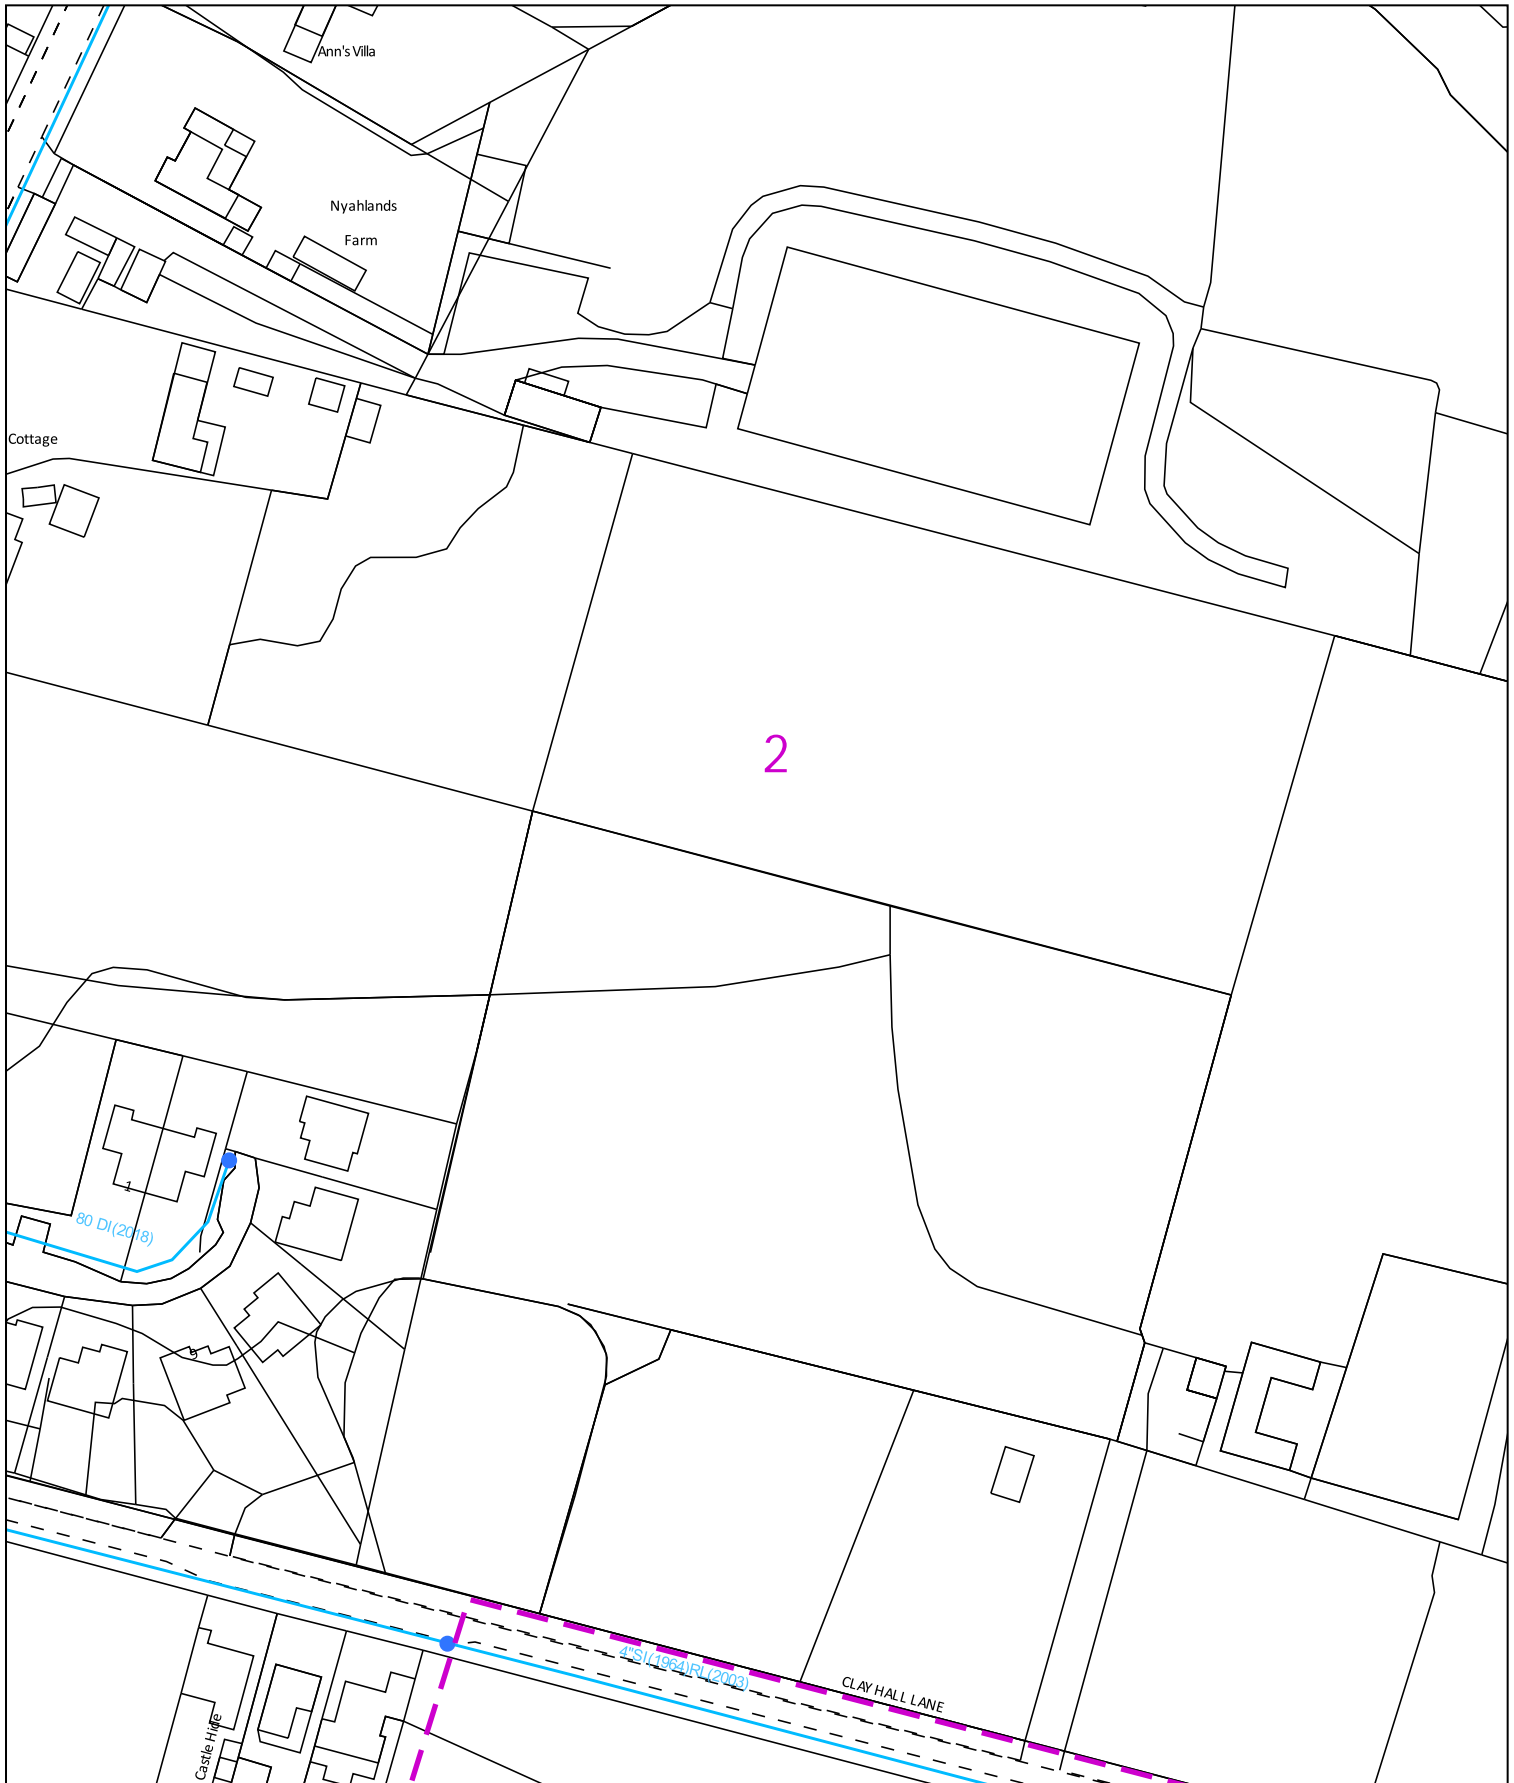 Ann's Villa
Nyahlands
Farm
Cottage
2
1
80 DI(2018)
9
4"SI(1964)RL(2003)
CLAY HALL LANE
Castle Hide